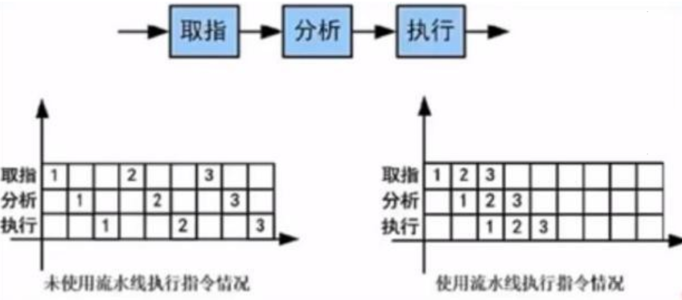 取指 分析 执行
取指 1 2 3
分析 1 2 3
执行 1 2 3
未使用流水线执行指令情况
取指 1 2 3
分析 1 2 3
执行 1 2 3
使用流水线执行指令情况